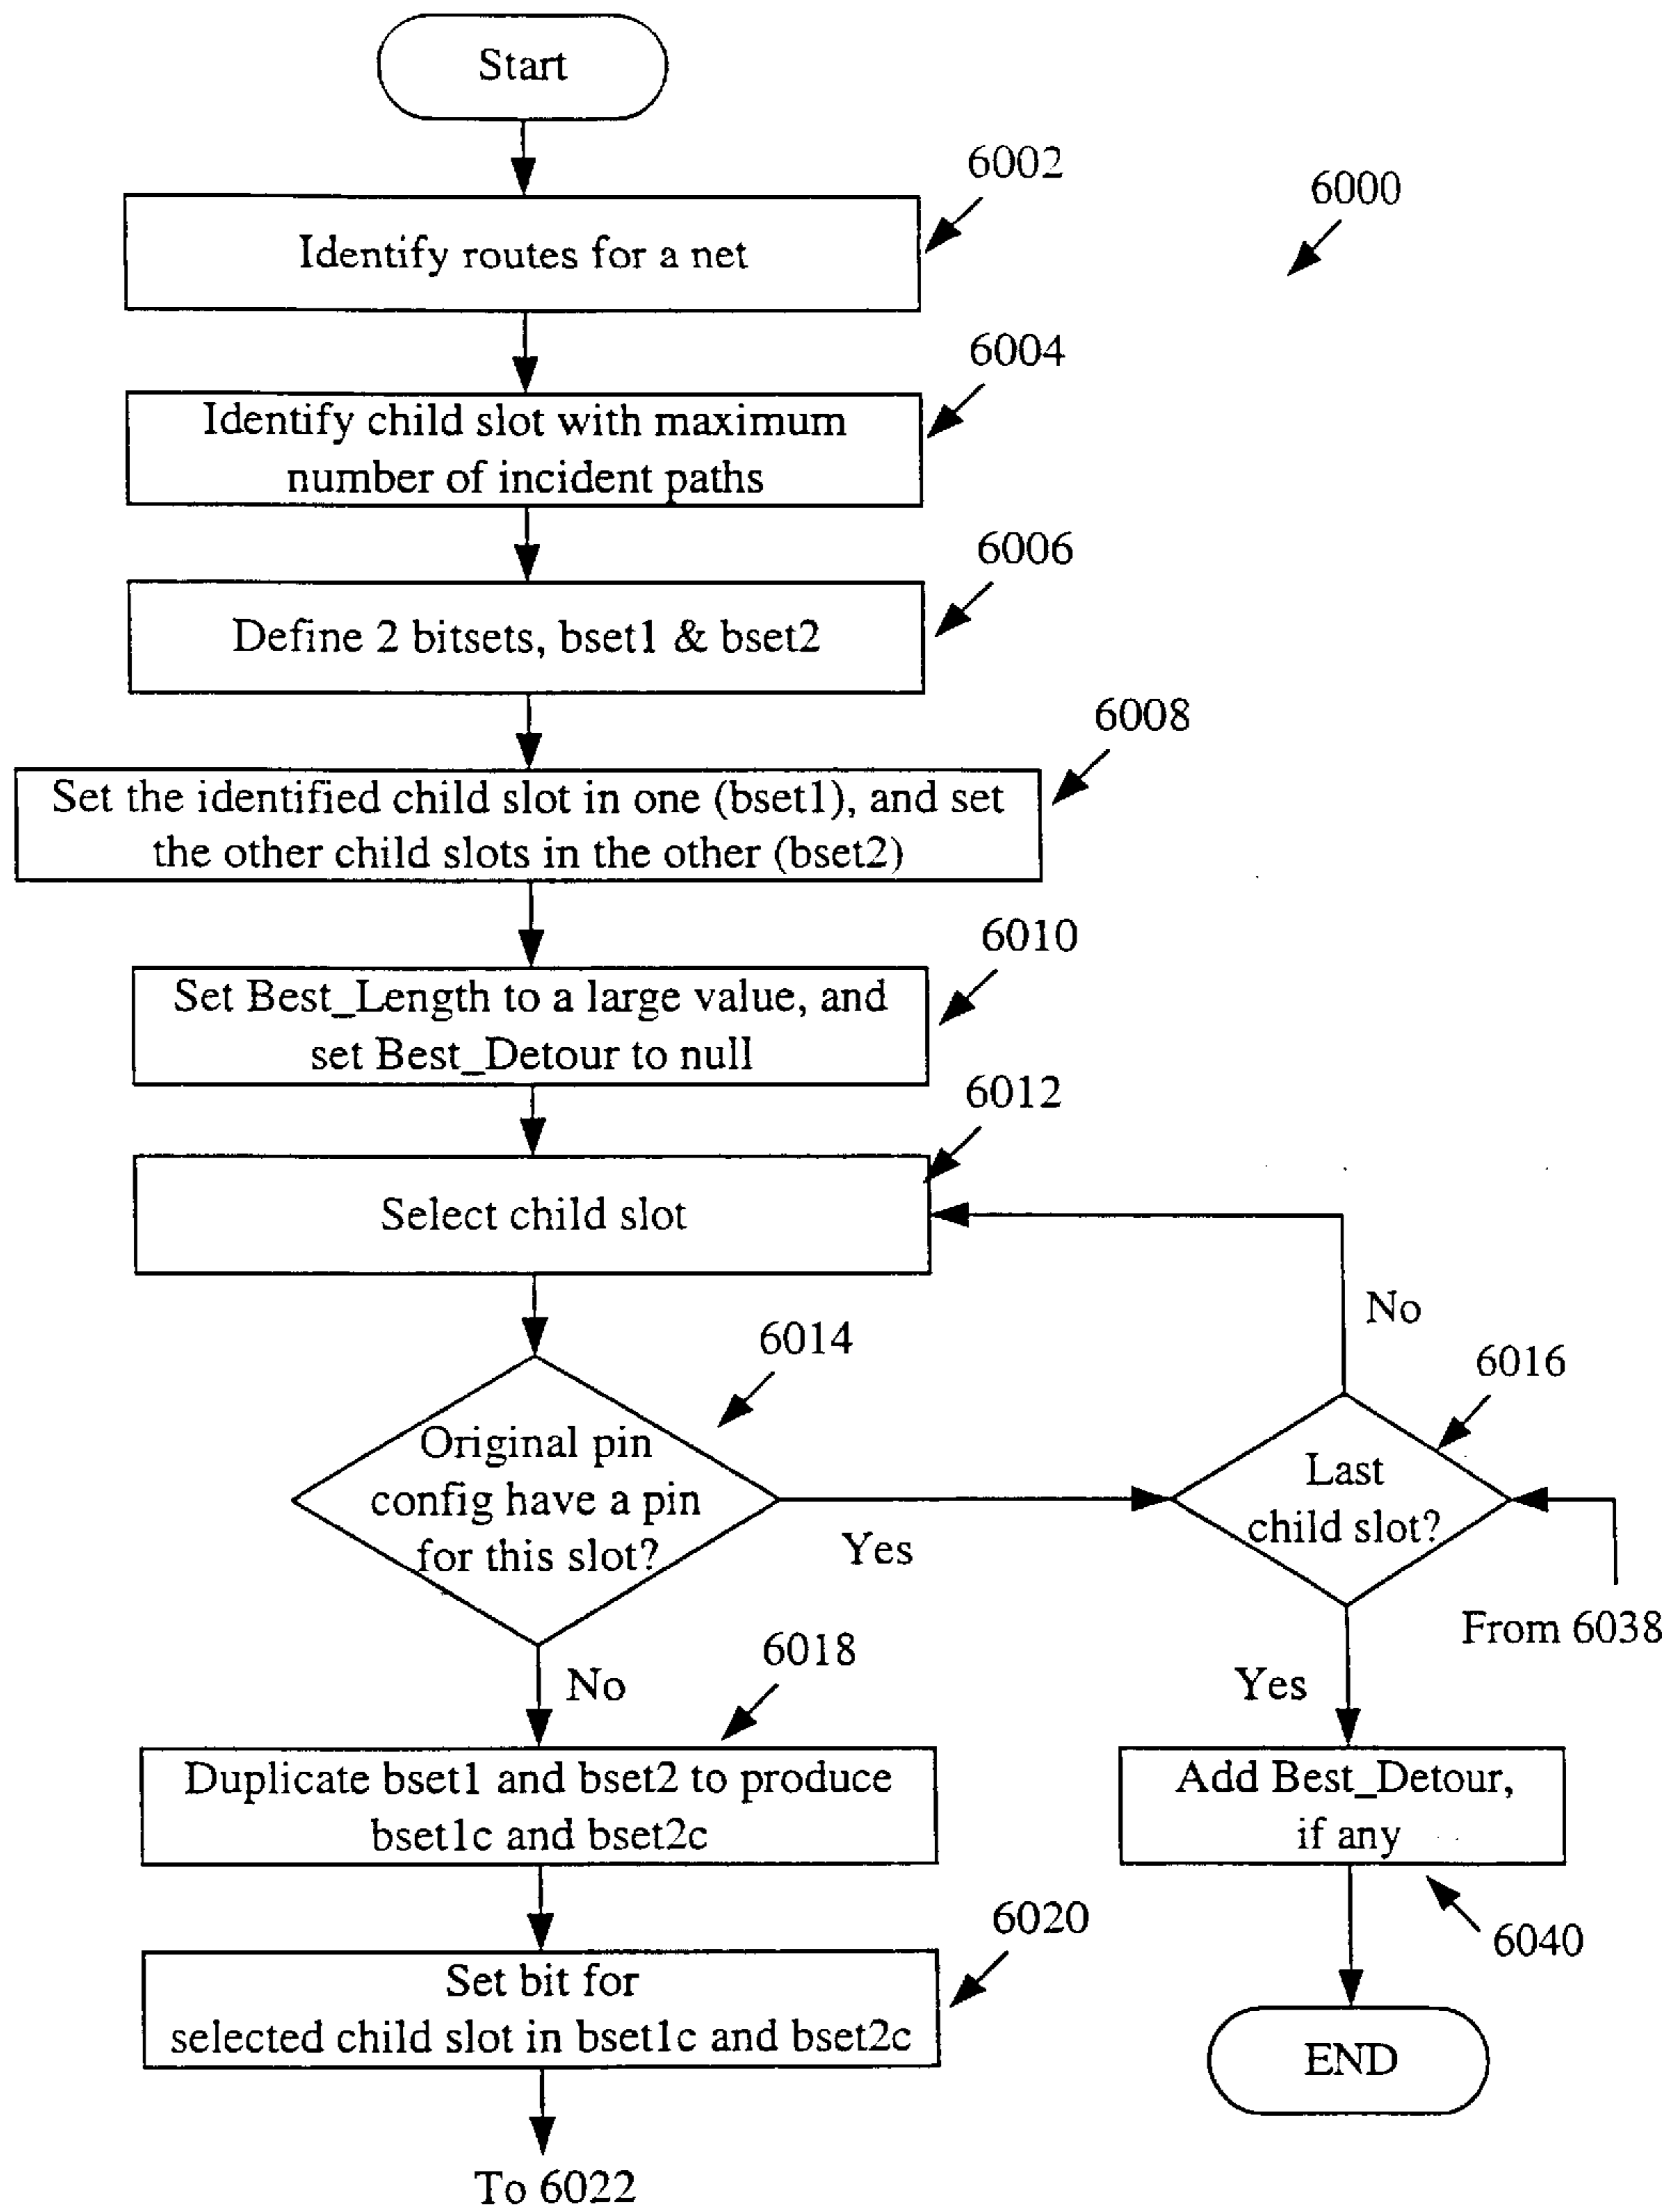 Start
6002
6000
Identify routes for a net
6004
Identify child slot with maximum
number of incident paths
6006
Define 2 bitsets, bset1 & bset2
6008
Set the identified child slot in one (bset1), and set
the other child slots in the other (bset2)
6010
Set Best_Length to a large value, and
set Best_Detour to null
6012
Select child slot
No
6014
6016
Original pin
config have a pin
for this slot?
Yes
Last
child slot?
From 6038
6018
No
Yes
Duplicate bset1 and bset2 to produce
bset1c and bset2c
Add Best_Detour,
if any
6020
6040
Set bit for
selected child slot in bset1c and bset2c
END
To 6022